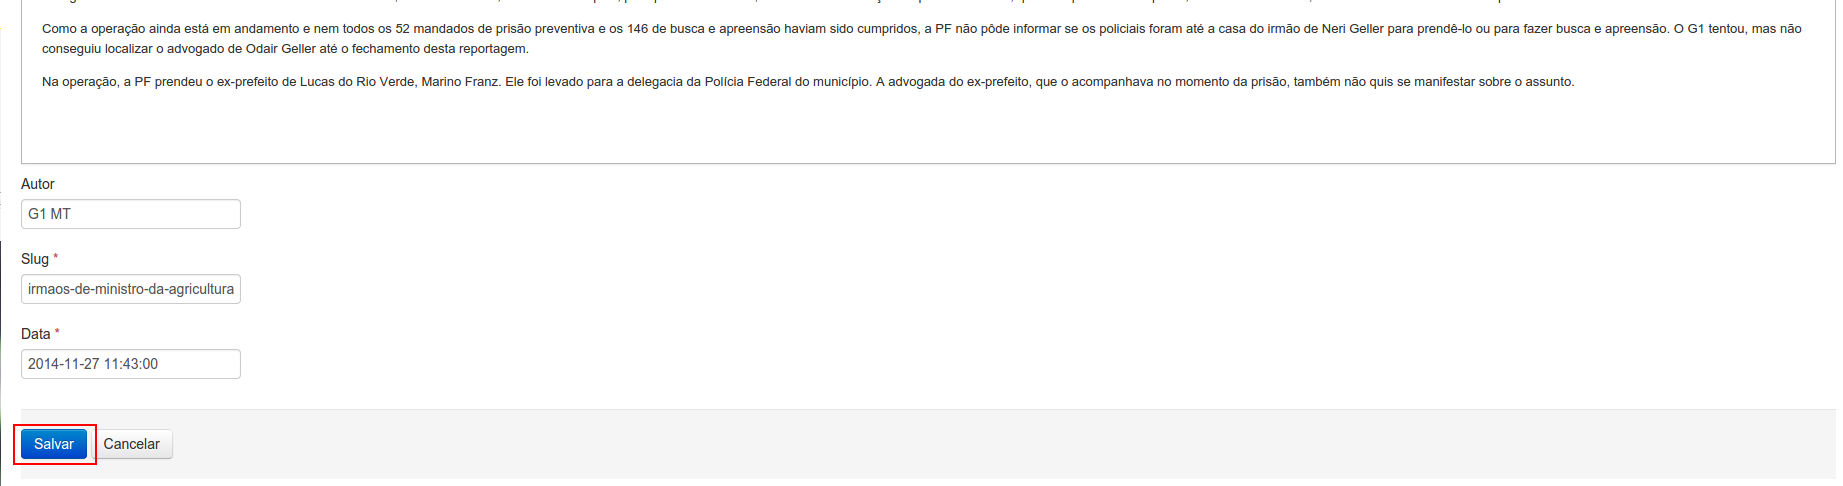 Como a operação ainda está em andamento e nem todos os 52 mandados de prisão preventiva e os 146 de busca e apreensão haviam sido cumpridos, a PF não pôde informar se os policiais foram até a casa do irmão de Neri Geller para prendê-lo ou para fazer busca e apreensão. O G1 tentou, mas não
conseguiu localizar o advogado de Odair Geller até o fechamento desta reportagem.
Na operação, a PF prendeu o ex-prefeito de Lucas do Rio Verde, Marino Franz. Ele foi levado para a delegacia da Polícia Federal do município. A advogada do ex-prefeito, que o acompanhava no momento da prisão, também não quis se manifestar sobre o assunto.
Autor
G1 MT
Slug *
irmaos-de-ministro-da-agricultura
Data *
2014-11-27 11:43:00
Salvar Cancelar